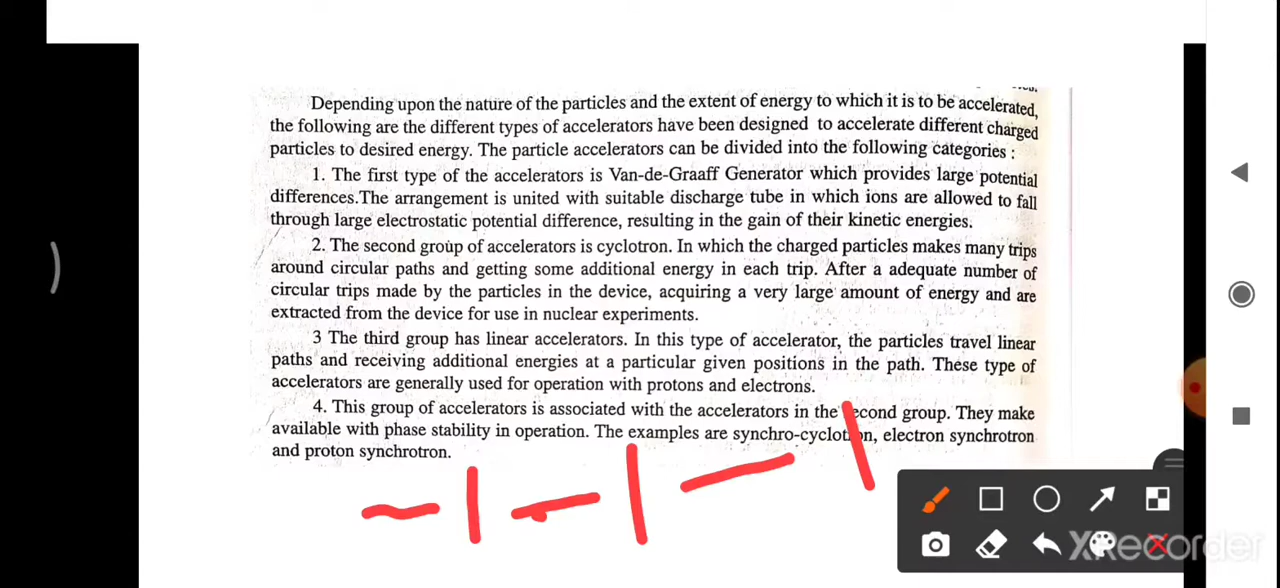 Depending upon the nature of the particles and the extent of energy to which it is to be accelerated,
the following are the different types of accelerators have been designed to accelerate different charged
particles to desired energy. The particle accelerators can be divided into the following categories :
1. The first type of the accelerators is Van-de-Graaff Generator which provides large potential
differences.The arrangement is united with suitable discharge tube in which ions are allowed to fall
through large electrostatic potential difference, resulting in the gain of their kinetic energies.
2. The second group of accelerators is cyclotron. In which the charged particles makes many trips
around circular paths and getting some additional energy in each trip. After a adequate number of
circular trips made by the particles in the device, acquiring a very large amount of energy and are
extracted from the device for use in nuclear experiments.
3 The third group has linear accelerators. In this type of accelerator, the particles travel linear
paths and receiving additional energies at a particular given positions in the path. These type of
accelerators are generally used for operation with protons and electrons.
4. This group of accelerators is associated with the accelerators in the second group. They make
available with phase stability in operation. The examples are synchro-cyclotron, electron synchrotron
and proton synchrotron.
XRecorder